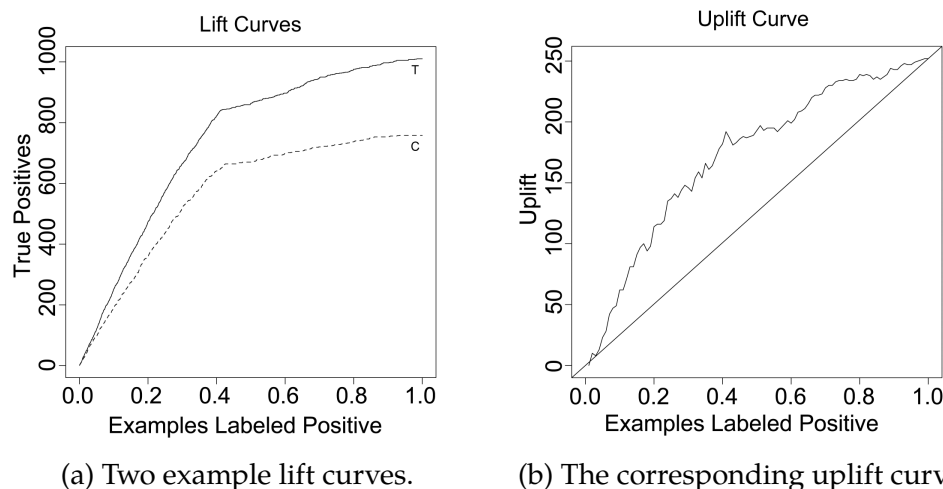 Lift Curves
True Positives
1000
800
600
400
200
0
T
C
0.0 0.2 0.4 0.6 0.8 1.0
Examples Labeled Positive
(a) Two example lift curves.
Uplift Curve
Uplift
250
200
150
100
50
0
0.0 0.2 0.4 0.6 0.8 1.0
Examples Labeled Positive
(b) The corresponding uplift curv